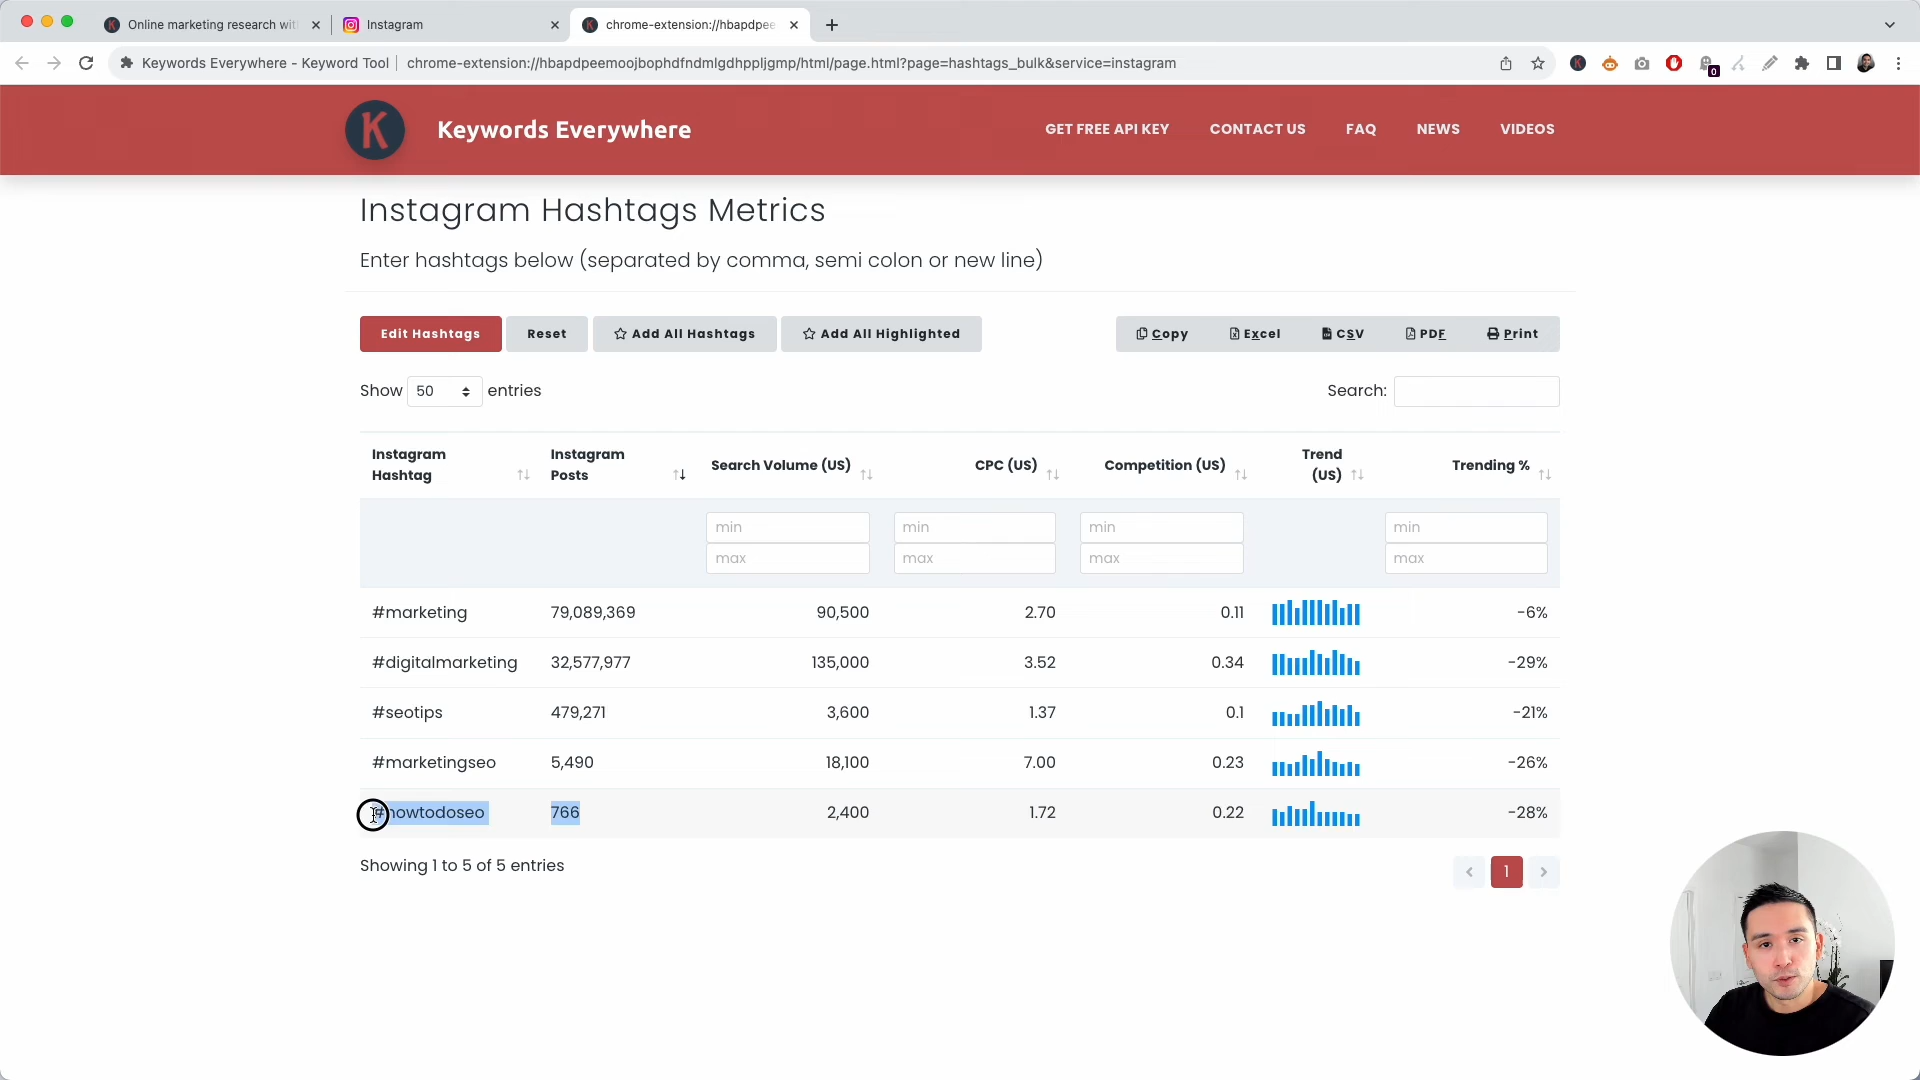 Online marketing research wit
Instagram
chrome-extension://hbapdpee
Keywords Everywhere - Keyword Tool
chrome-extension://hbapdpeemoojbophdfndmlgdhppljgmp/html/page.html?page=hashtags_bulk&service=instagram
0
K
Keywords Everywhere
GET FREE API KEY
CONTACT US
FAQ
NEWS
VIDEOS
Instagram Hashtags Metrics
Enter hashtags below (separated by comma, semi colon or new line)
Edit Hashtags
Reset
Add All Hashtags
Add All Highlighted
Copy
Excel
CSV
PDF
Print
Show 50 entries
Search:
Instagram Hashtag
Instagram Posts
Search Volume (US)
CPC (US)
Competition (US)
Trend (US)
Trending %
min min min min
max max max max
#marketing 79,089,369 90,500 2.70 0.11 -6%
#digitalmarketing 32,577,977 135,000 3.52 0.34 -29%
#seotips 479,271 3,600 1.37 0.1 -21%
#marketingseo 5,490 18,100 7.00 0.23 -26%
#howtodoseo 766 2,400 1.72 0.22 -28%
Showing 1 to 5 of 5 entries
1